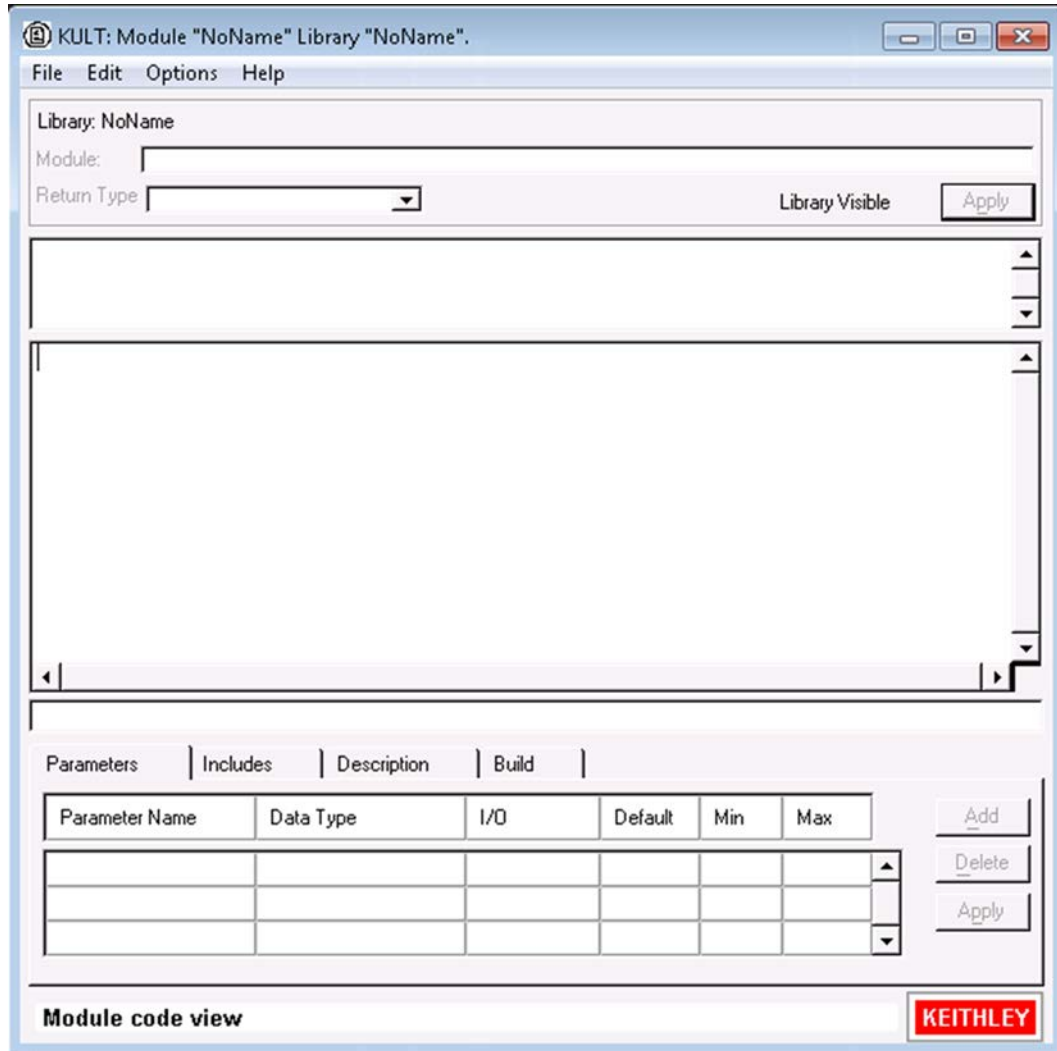 KULT: Module "NoName" Library "NoName".
File Edit Options Help
Library: NoName
Module:
Return Type
Library Visible
Apply
Parameters Includes Description Build
Parameter Name Data Type I/O Default Min Max
Add
Delete
Apply
Module code view
KEITHLEY